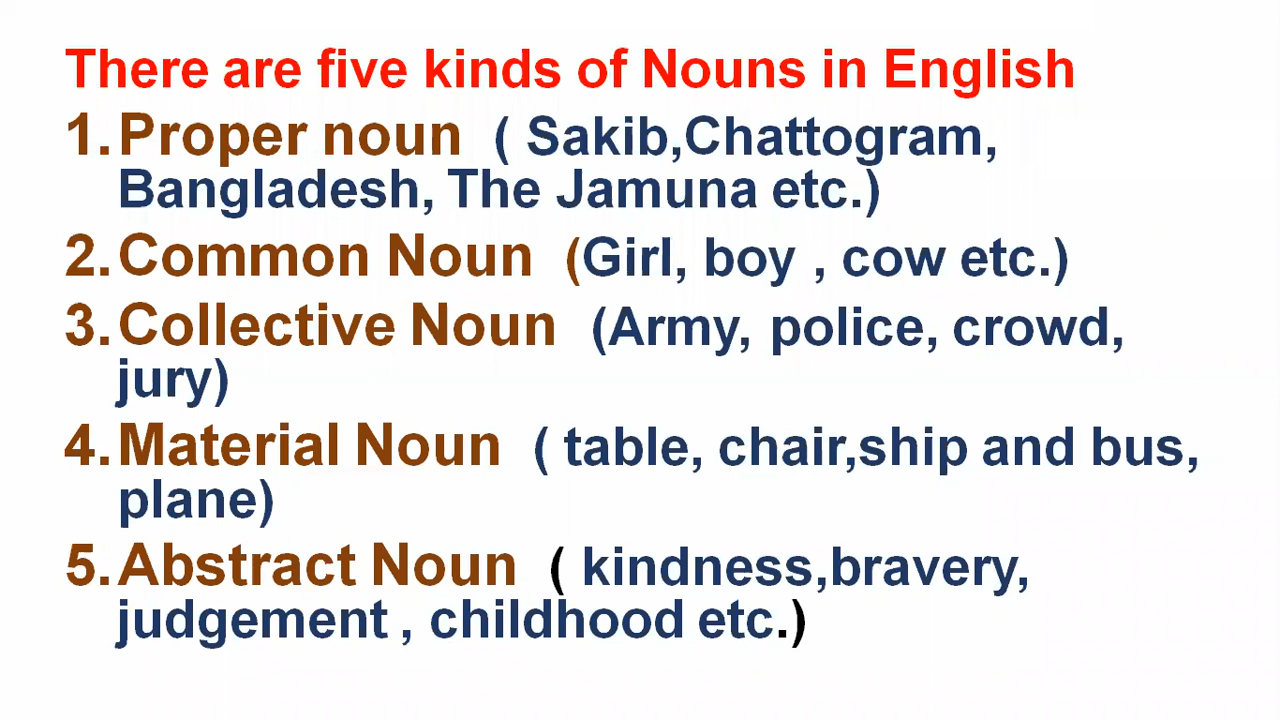 There are five kinds of Nouns in English
1.Proper noun ( Sakib,Chattogram,
Bangladesh, The Jamuna etc.)
2.Common Noun (Girl, boy , cow etc.)
3.Collective Noun (Army, police, crowd,
jury)
4.Material Noun ( table, chair,ship and bus,
plane)
5.Abstract Noun ( kindness,bravery,
judgement , childhood etc.)